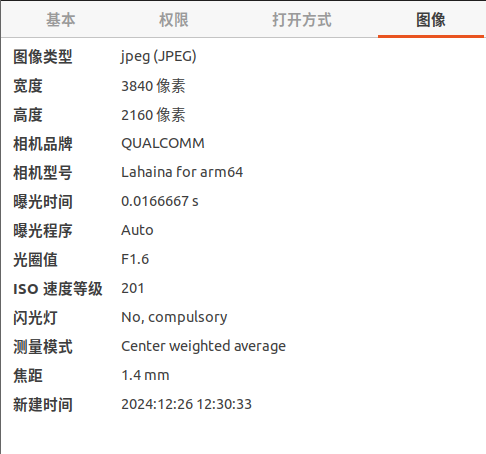 基本 权限 打开方式 图像
图像类型 jpeg (JPEG)
宽度 3840 像素
高度 2160 像素
相机品牌 QUALCOMM
相机型号 Lahaina for arm64
曝光时间 0.0166667 s
曝光程序 Auto
光圈值 F1.6
ISO 速度等级 201
闪光灯 No, compulsory
测量模式 Center weighted average
焦距 1.4 mm
新建时间 2024:12:26 12:30:33